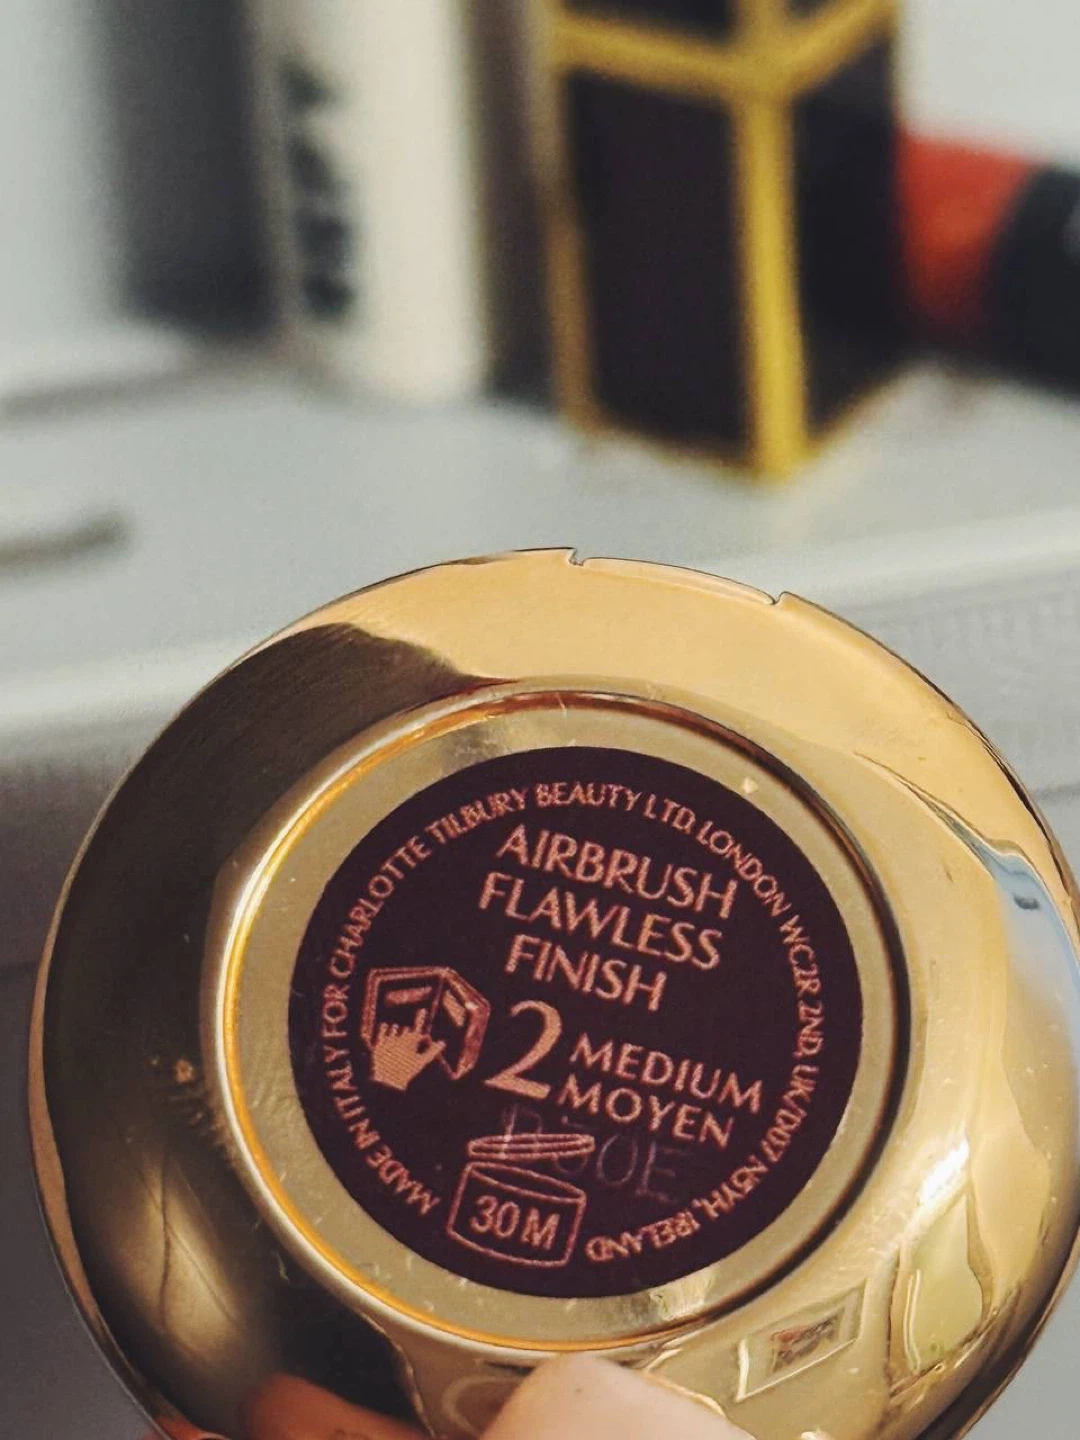 MADE IN ITALY FOR CHARLOTTE TILBURY BEAUTY LTD. LONDON WC2R 2ND, UK/D07 N5YH, IRELAND
AIRBRUSH
FLAWLESS
FINISH
2 MEDIUM
MOYEN
30M